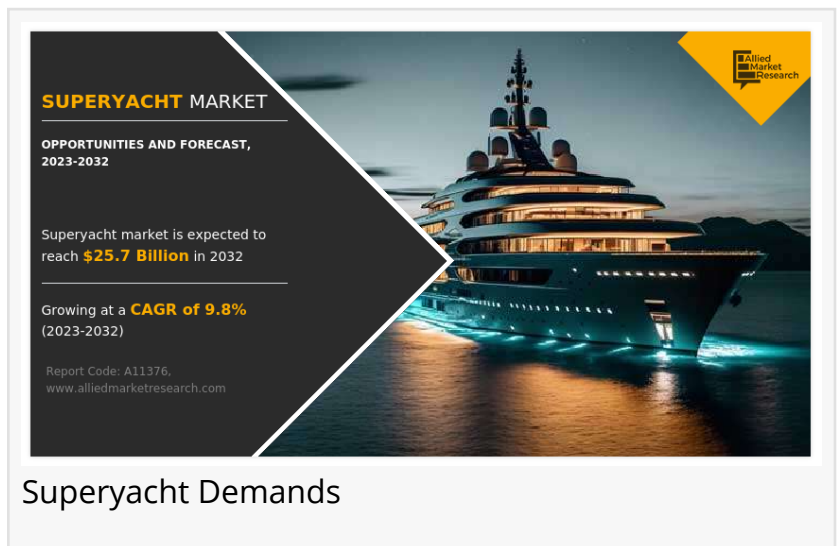 SUPERYACHT MARKET
OPPORTUNITIES AND FORECAST,
2023-2032
Superyacht market is expected to
reach $25.7 Billion in 2032
Growing at a CAGR of 9.8%
(2023-2032)
Report Code: A11376,
www.alliedmarketresearch.com
Allied
Market
Research
Superyacht Demands